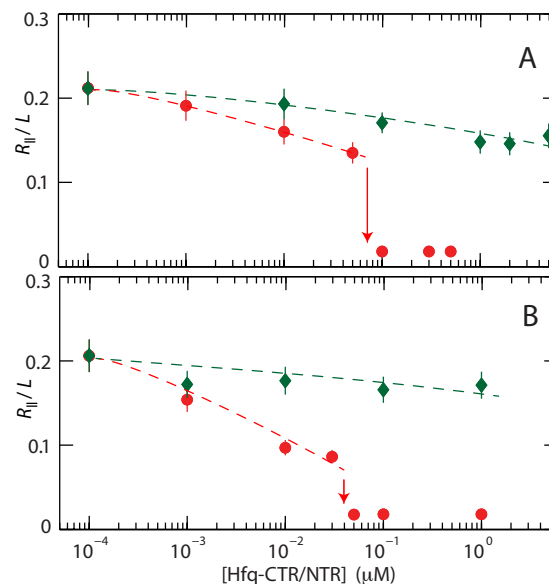 A
0.3
0.2
0.1
0
R|| / L
B
0.3
0.2
0.1
0
R|| / L
10⁻⁴ 10⁻³ 10⁻² 10⁻¹ 10⁰
[Hfq-CTR/NTR] (μM)